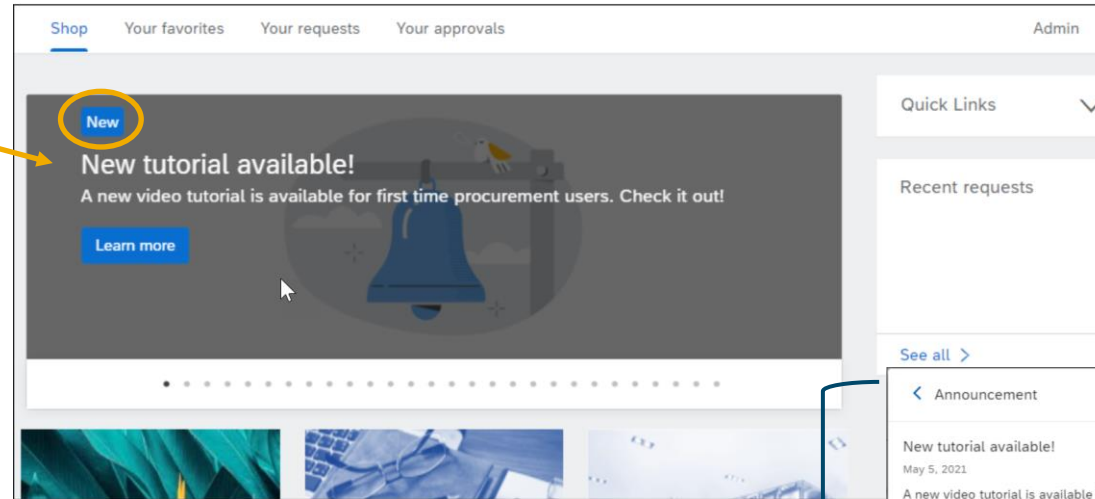 Shop Your favorites Your requests Your approvals Admin
New
New tutorial available!
A new video tutorial is available for first time procurement users. Check it out!
Learn more
Quick Links
Recent requests
See all >
< Announcement
New tutorial available!
May 5, 2021
A new video tutorial is available